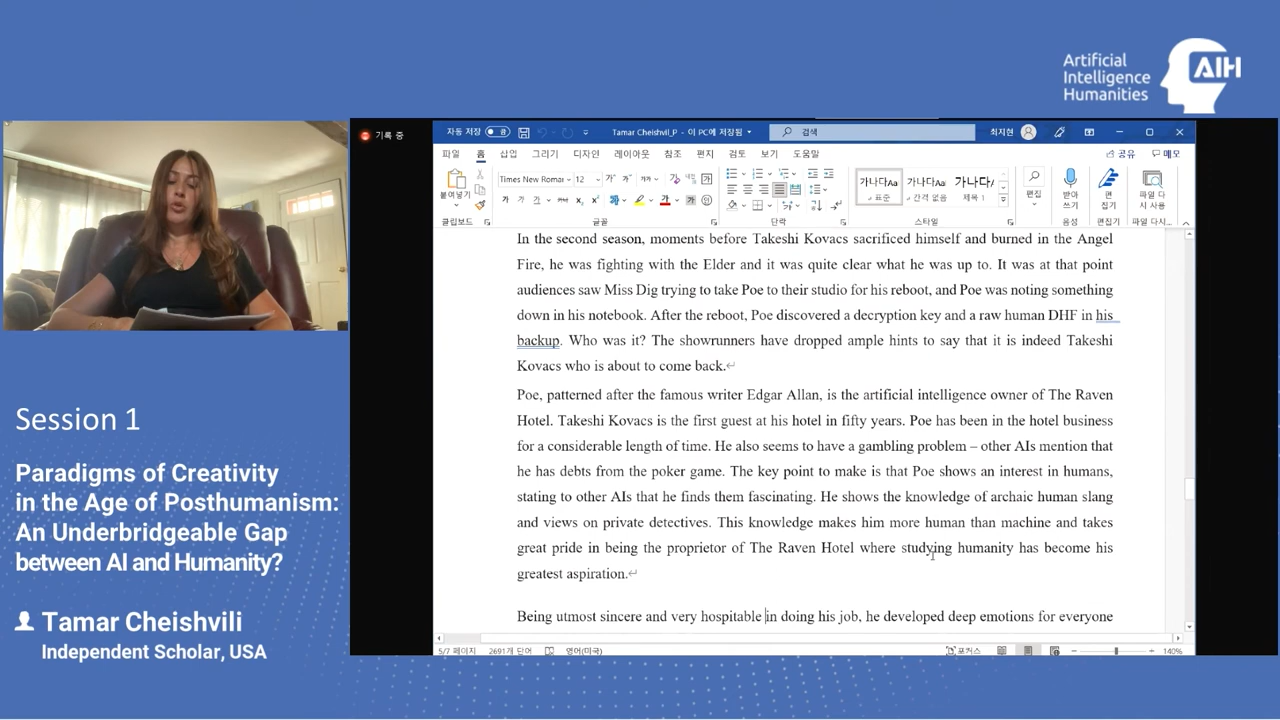 Artificial
Intelligence
Humanities
AIH
기록 중
자동 저장
Tamar Cheishvil_P - 이 PC에 저장됨
검색
최지현
파일 홈 삽입 그리기 디자인 레이아웃 참조 편지 검토 보기 도움말
공유 메모
붙여넣기
클립보드
Times New Roma 12
가 가 가
글꼴
단락
가나다Aa 가나다Aa 가나다
표준 간격 없음 제목 1
스타일
편집
받아
쓰기
음성
편
집기
편집기
파일 다
시 사용
파일 다시...
In the second season, moments before Takeshi Kovacs sacrificed himself and burned in the Angel
Fire, he was fighting with the Elder and it was quite clear what he was up to. It was at that point
audiences saw Miss Dig trying to take Poe to their studio for his reboot, and Poe was noting something
down in his notebook. After the reboot, Poe discovered a decryption key and a raw human DHF in his
backup. Who was it? The showrunners have dropped ample hints to say that it is indeed Takeshi
Kovacs who is about to come back.
Poe, patterned after the famous writer Edgar Allan, is the artificial intelligence owner of The Raven
Hotel. Takeshi Kovacs is the first guest at his hotel in fifty years. Poe has been in the hotel business
for a considerable length of time. He also seems to have a gambling problem – other AIs mention that
he has debts from the poker game. The key point to make is that Poe shows an interest in humans,
stating to other AIs that he finds them fascinating. He shows the knowledge of archaic human slang
and views on private detectives. This knowledge makes him more human than machine and takes
great pride in being the proprietor of The Raven Hotel where studying humanity has become his
greatest aspiration.
Being utmost sincere and very hospitable in doing his job, he developed deep emotions for everyone
5/7 페이지 2691개 단어 영어(미국)
포커스
140%
Session 1
Paradigms of Creativity
in the Age of Posthumanism:
An Underbridgeable Gap
between AI and Humanity?
Tamar Cheishvili
Independent Scholar, USA